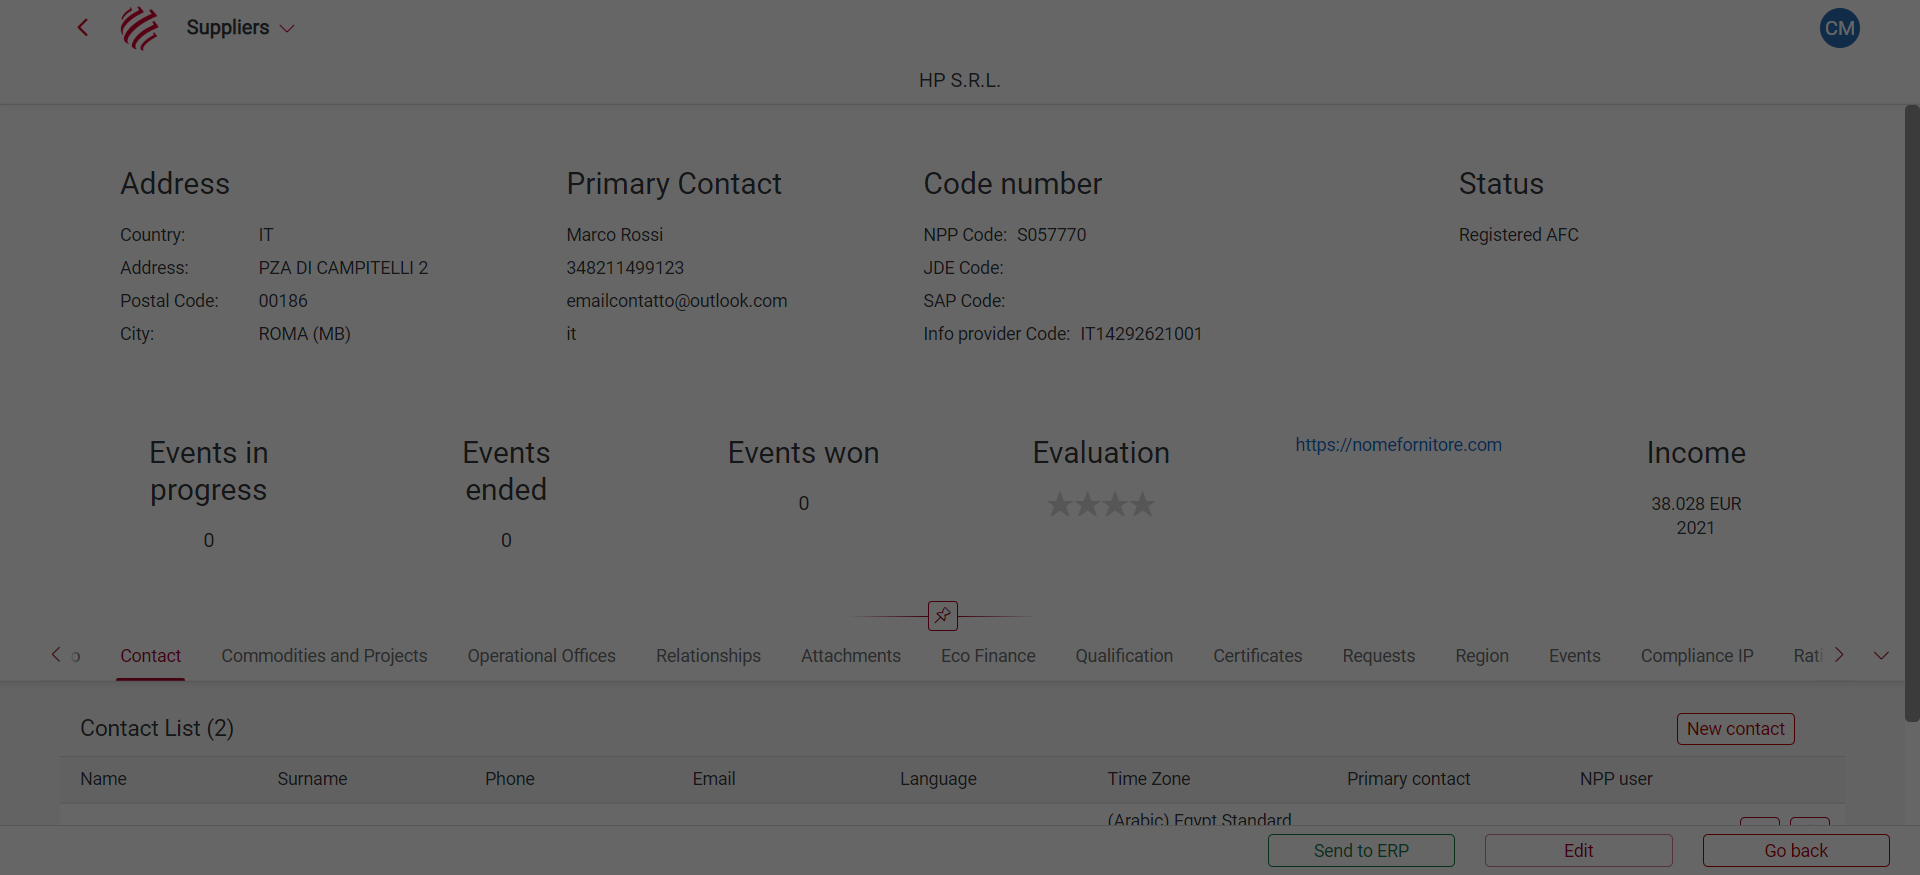 Suppliers
CM
HP S.R.L.
Address
Country: IT
Address: PZA DI CAMPITELLI 2
Postal Code: 00186
City: ROMA (MB)
Primary Contact
Marco Rossi
348211499123
emailcontatto@outlook.com
it
Code number
NPP Code: S057770
JDE Code:
SAP Code:
Info provider Code: IT14292621001
Status
Registered AFC
Events in
progress
0
Events
ended
0
Events won
0
Evaluation
https://nomefornitore.com
Income
38.028 EUR
2021
o Contact Commodities and Projects Operational Offices Relationships Attachments Eco Finance Qualification Certificates Requests Region Events Compliance IP Rati
Contact List (2)
New contact
Name Surname Phone Email Language Time Zone Primary contact NPP user
(Arabic) Egypt Standard
Send to ERP Edit Go back